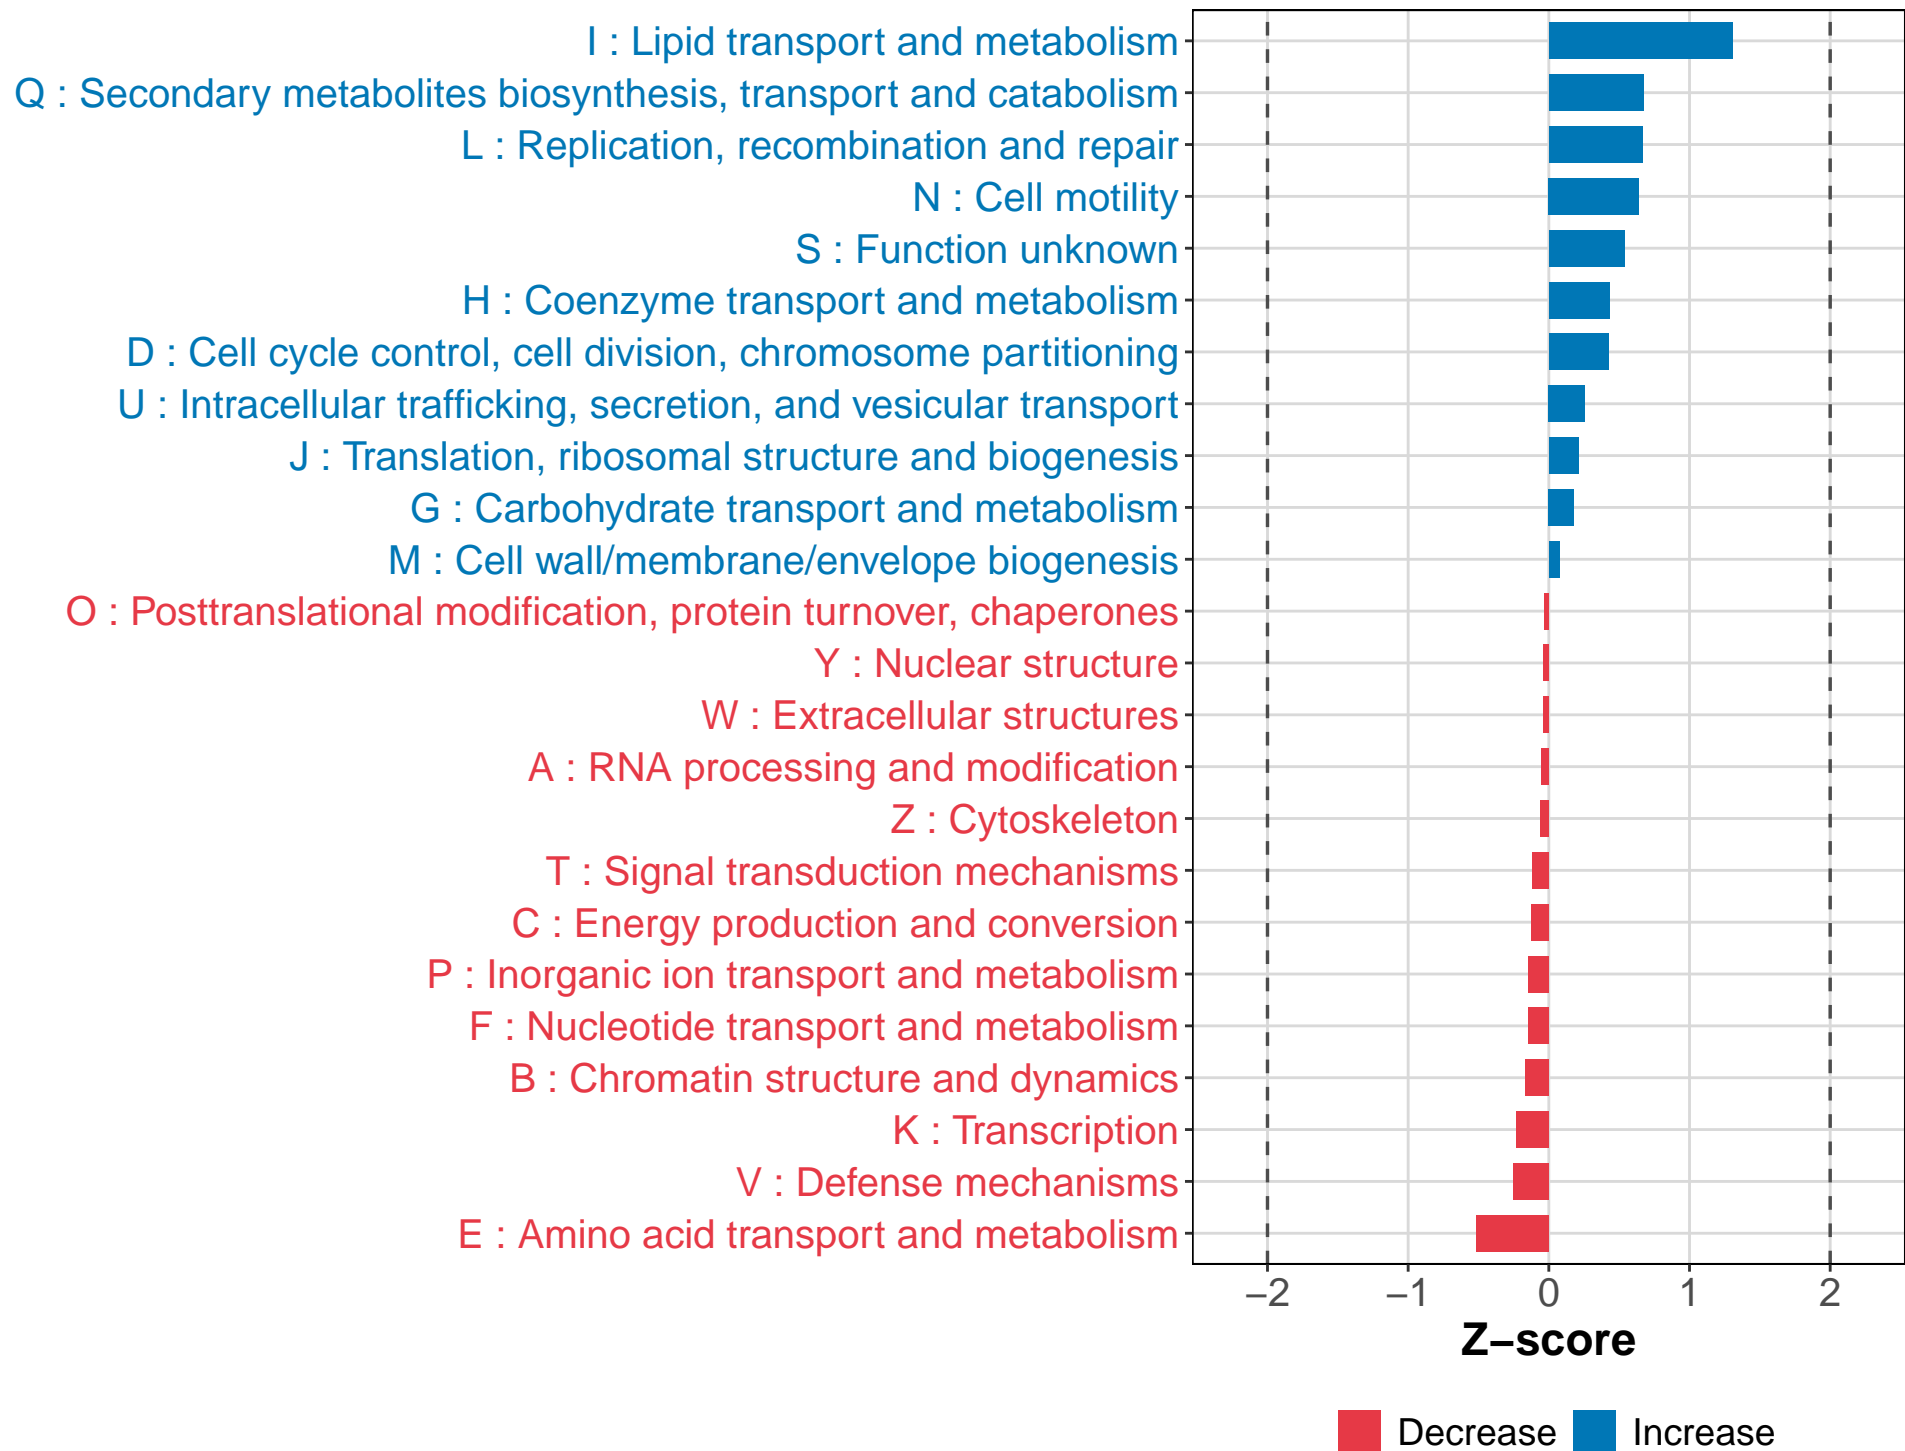 I : Lipid transport and metabolism
Q : Secondary metabolites biosynthesis, transport and catabolism
L : Replication, recombination and repair
N : Cell motility
S : Function unknown
H : Coenzyme transport and metabolism
D : Cell cycle control, cell division, chromosome partitioning
U : Intracellular trafficking, secretion, and vesicular transport
J : Translation, ribosomal structure and biogenesis
G : Carbohydrate transport and metabolism
M : Cell wall/membrane/envelope biogenesis
O : Posttranslational modification, protein turnover, chaperones
Y : Nuclear structure
W : Extracellular structures
A : RNA processing and modification
Z : Cytoskeleton
T : Signal transduction mechanisms
C : Energy production and conversion
P : Inorganic ion transport and metabolism
F : Nucleotide transport and metabolism
B : Chromatin structure and dynamics
K : Transcription
V : Defense mechanisms
E : Amino acid transport and metabolism
−2 −1 0 1 2
Z−score
Decrease Increase